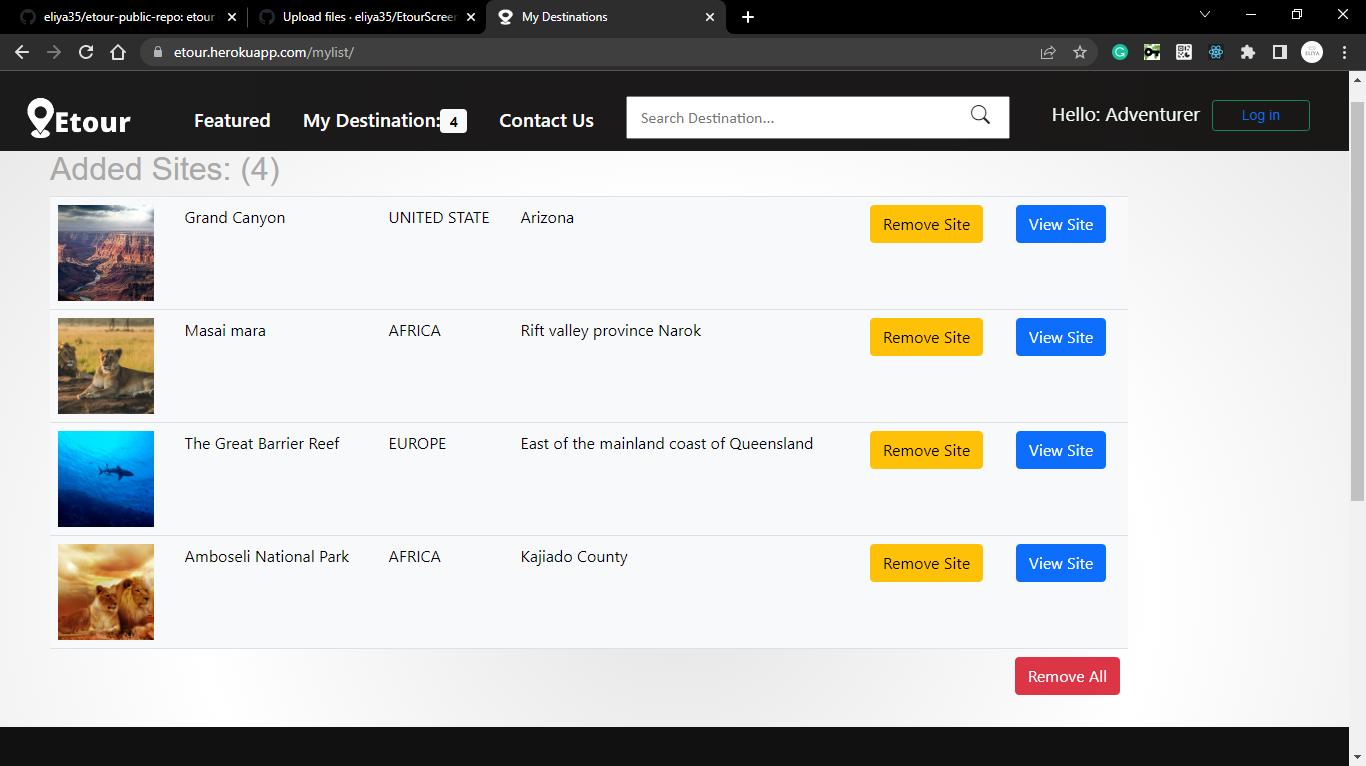 eliya35/etour-public-repo: etour
Upload files · eliya35/EtourScreen
My Destinations
etour.herokuapp.com/mylist/
Etour
Featured
My Destination: 4
Contact Us
Search Destination...
Hello: Adventurer
Log in
Added Sites: (4)
Grand Canyon UNITED STATE Arizona Remove Site View Site
Masai mara AFRICA Rift valley province Narok Remove Site View Site
The Great Barrier Reef EUROPE East of the mainland coast of Queensland Remove Site View Site
Amboseli National Park AFRICA Kajiado County Remove Site View Site
Remove All